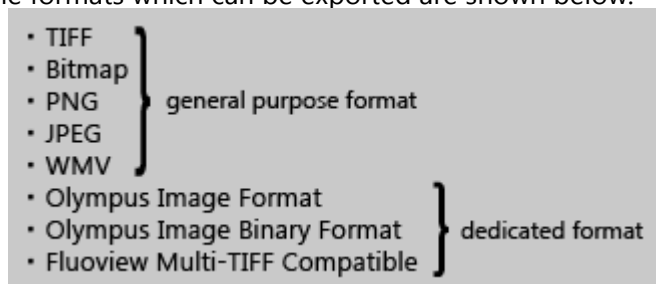 e formats which can be exported are shown below.
・TIFF
・Bitmap
・PNG general purpose format
・JPEG
・WMV
・Olympus Image Format
・Olympus Image Binary Format dedicated format
・Fluoview Multi-TIFF Compatible